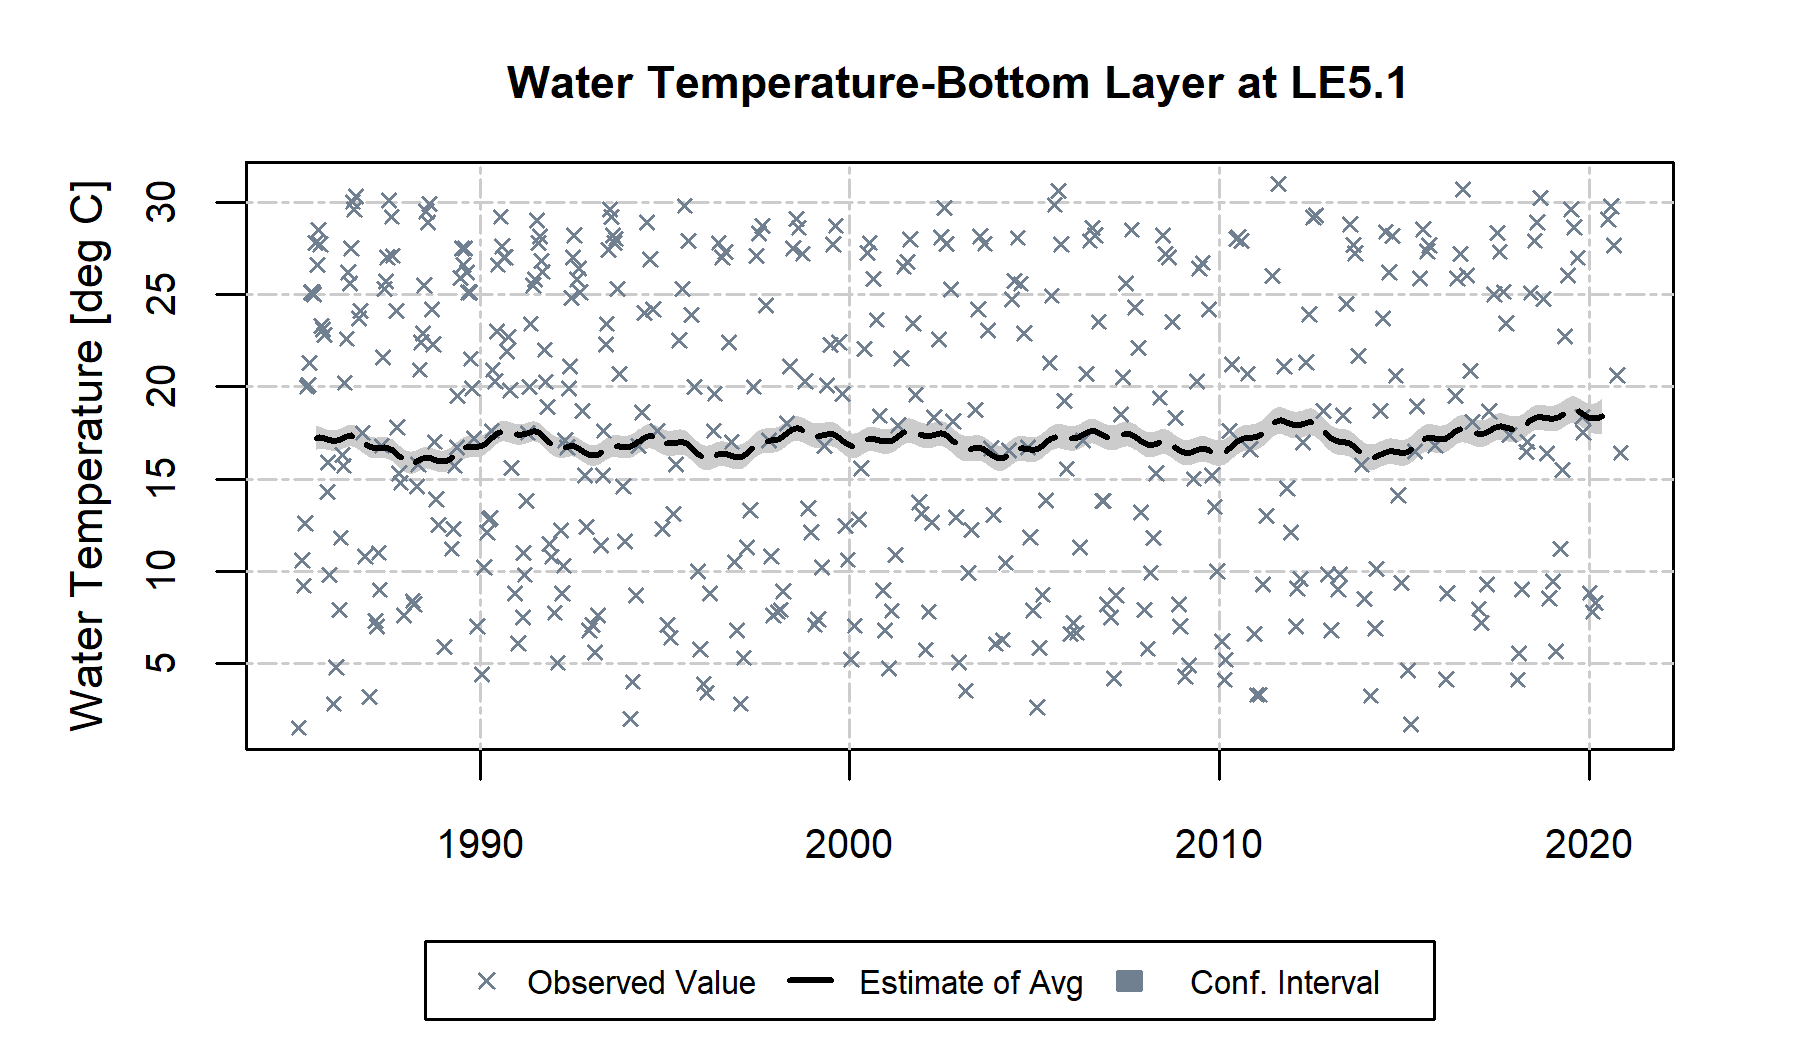 Water Temperature-Bottom Layer at LE5.1
Water Temperature [deg C]
30
25
20
15
10
5
1990 2000 2010 2020
Observed Value Estimate of Avg Conf. Interval